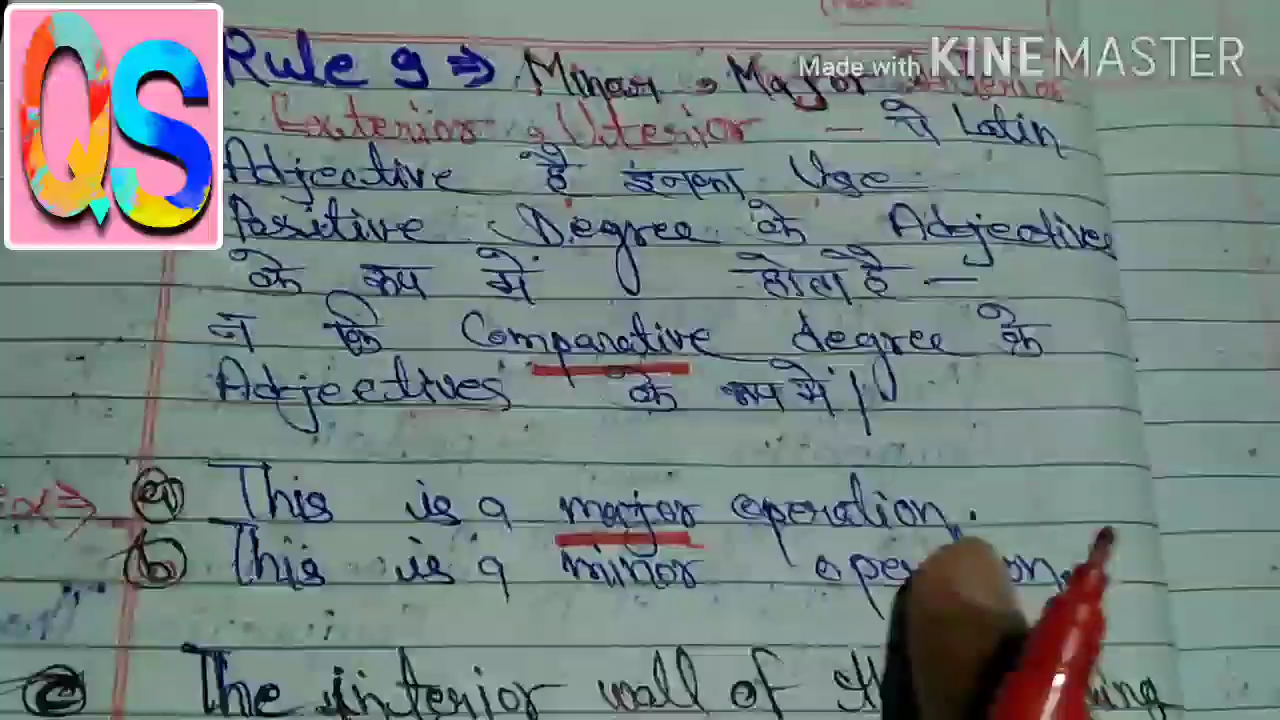 QS
Made with KINEMASTER
Rule 9 ⇒ Minor, Major, Interior
Exterior, Ulterior – ये Latin
Adjective है इनका Use
Positive Degree के Adjective
के रूप में होता है –
न कि Comparative degree के
Adjectives के रूप में।
Ex ⇒ (a) This is a major operation.
(b) This is a minor
(c) The interior wall of